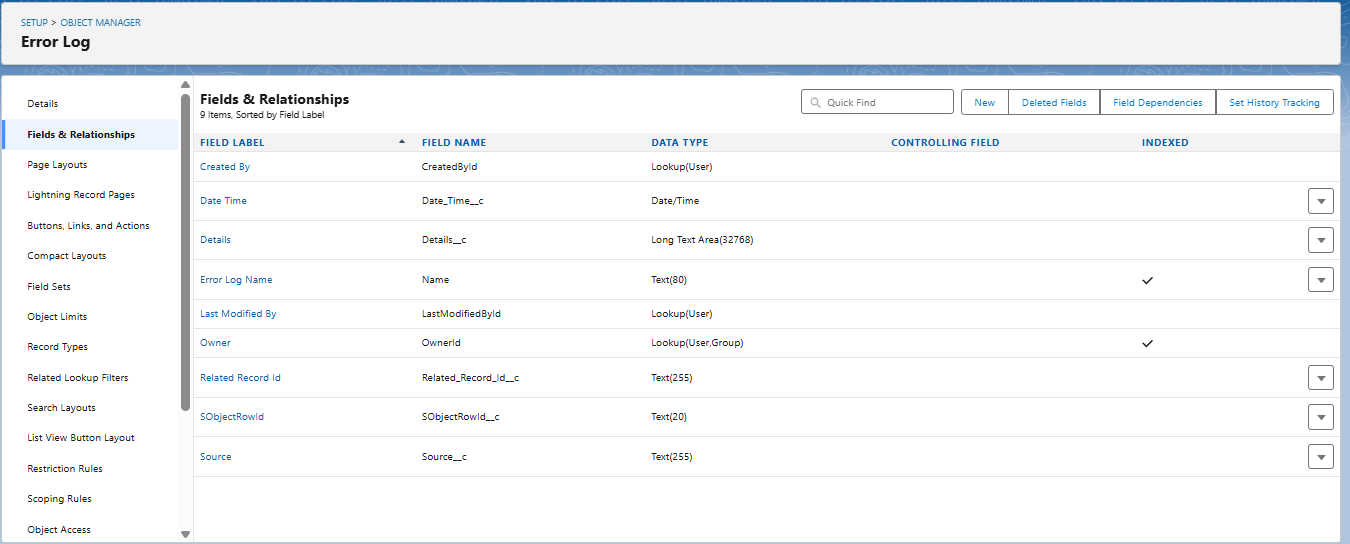 SETUP > OBJECT MANAGER
Error Log
Details
Fields & Relationships
Page Layouts
Lightning Record Pages
Buttons, Links, and Actions
Compact Layouts
Field Sets
Object Limits
Record Types
Related Lookup Filters
Search Layouts
List View Button Layout
Restriction Rules
Scoping Rules
Object Access
Fields & Relationships
9 Items, Sorted by Field Label
Quick Find
New
Deleted Fields
Field Dependencies
Set History Tracking
FIELD LABEL FIELD NAME DATA TYPE CONTROLLING FIELD INDEXED
Created By CreatedById Lookup(User)
Date Time Date_Time__c Date/Time
Details Details__c Long Text Area(32768)
Error Log Name Name Text(80)
Last Modified By LastModifiedById Lookup(User)
Owner OwnerId Lookup(User,Group)
Related Record Id Related_Record_Id__c Text(255)
SObjectRowId SObjectRowId__c Text(20)
Source Source__c Text(255)